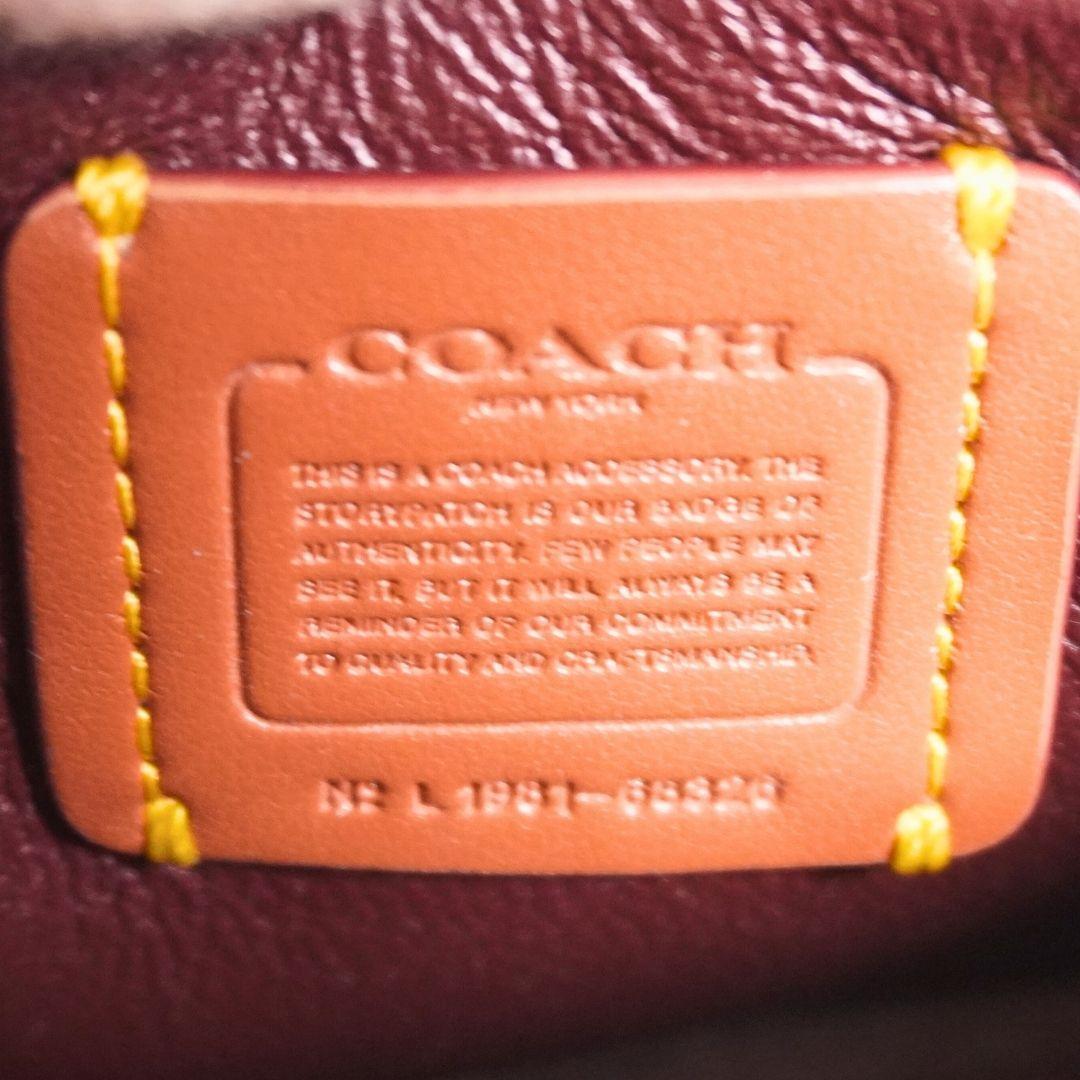 COACH
NEW YORK
THIS IS A COACH ACCESSORY. THE
STORYPATCH IS OUR BADGE OF
AUTHENTICITY. FEW PEOPLE MAY
SEE IT, BUT IT WILL ALWAYS BE A
REMINDER OF OUR COMMITMENT
TO QUALITY AND CRAFTSMANSHIP.
Nº L